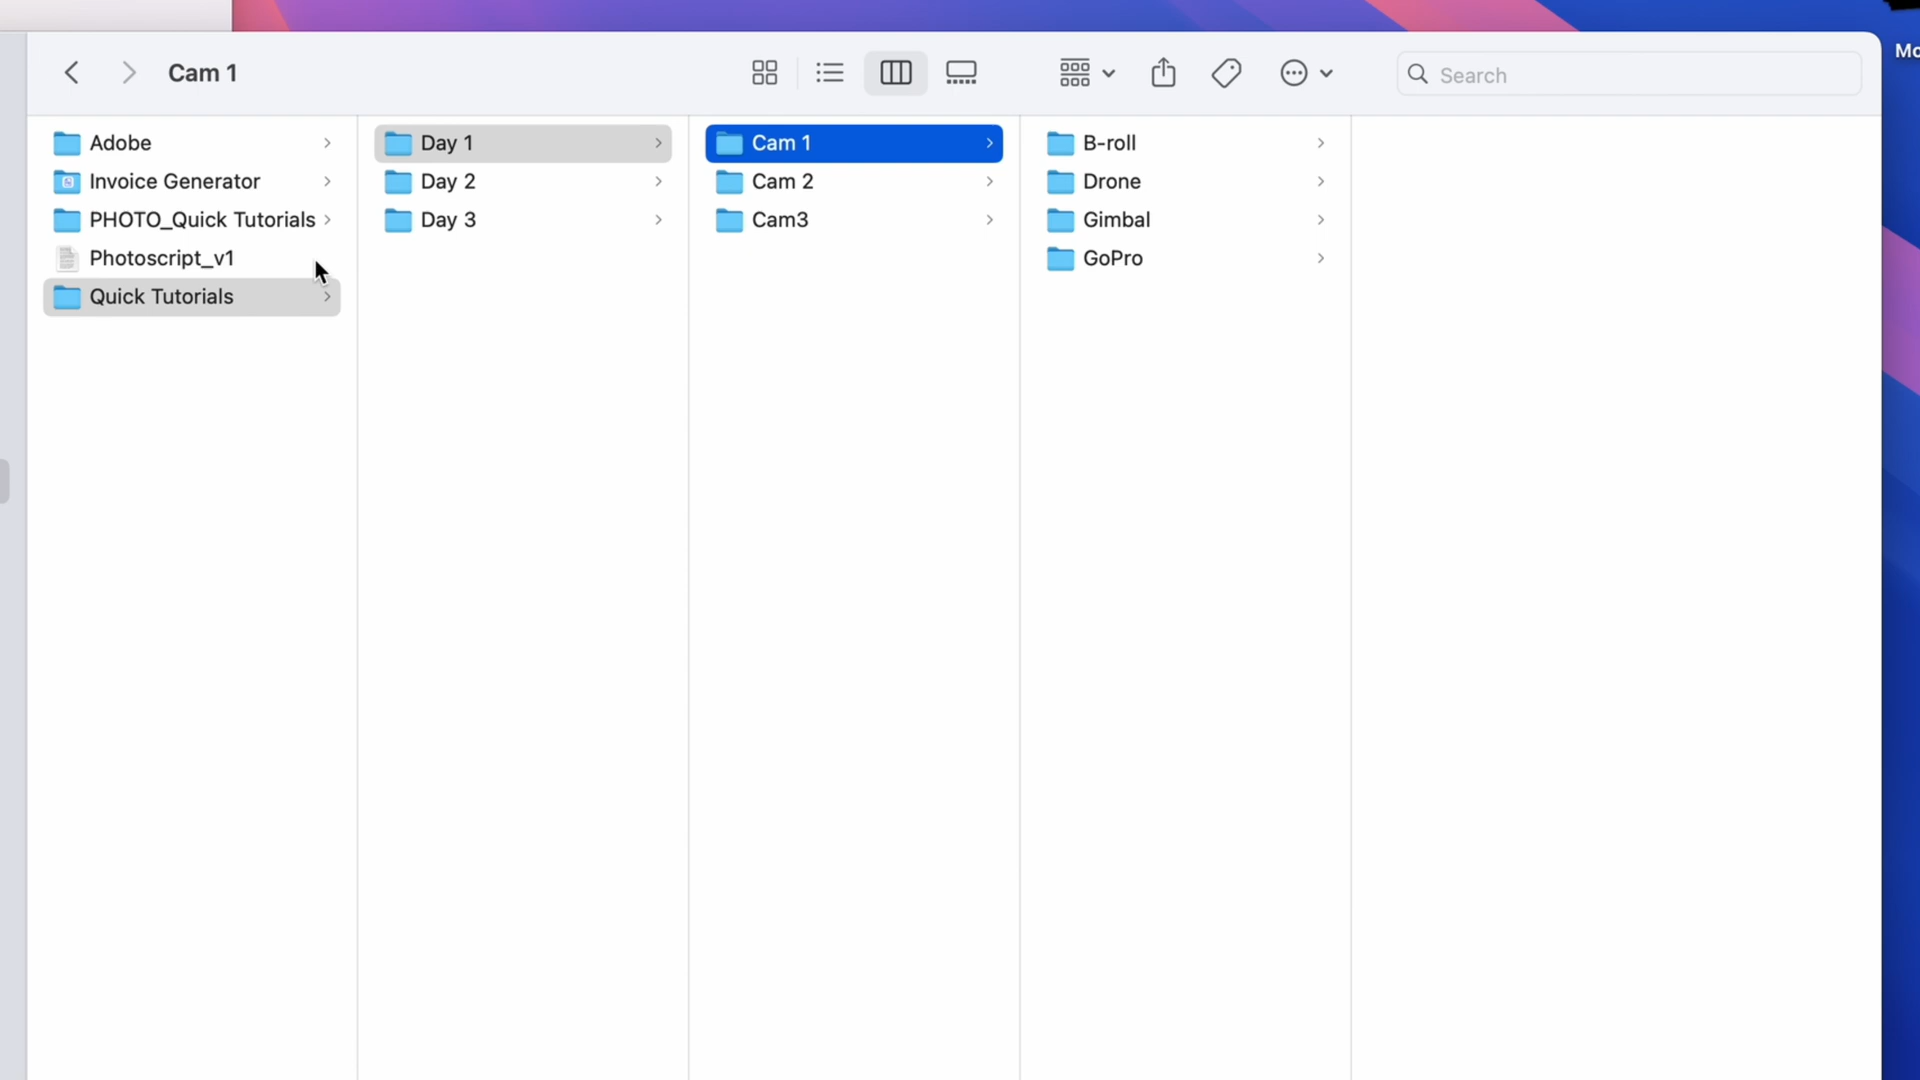 Cam 1
Search
Mo
Adobe
Invoice Generator
PHOTO_Quick Tutorials
Photoscript_v1
Quick Tutorials
Day 1
Day 2
Day 3
Cam 1
Cam 2
Cam3
B-roll
Drone
Gimbal
GoPro